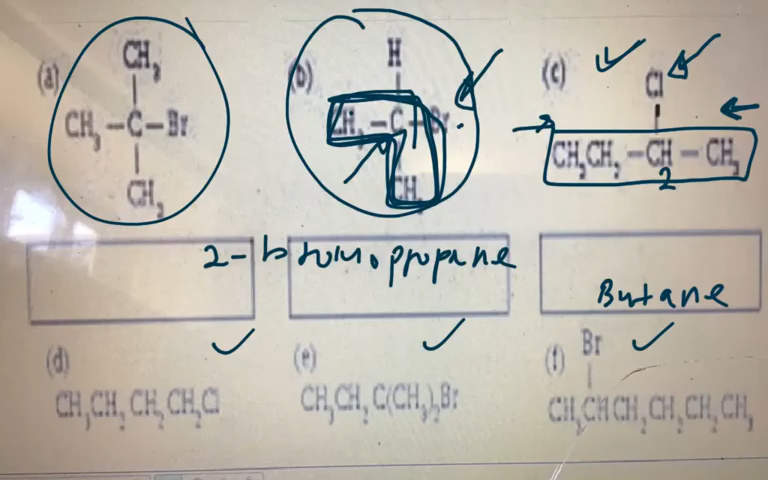 (a)
CH₃
CH₃ – C – Br
CH₃
(b)
H
CH₃ – C – Br
CH₃
(c)
Cl
CH₃CH₂ – CH – CH₃
2
2-bromopropane
Butane
(d)
CH₃CH₂CH₂CH₂Cl
(e)
CH₃CH₂C(CH₃)₂Br
(f)
Br
CH₃CHCH₂CH₂CH₂CH₃